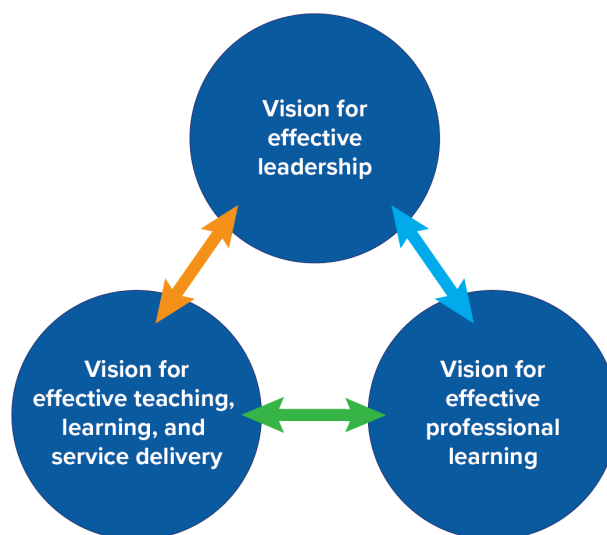 Vision for
effective
leadership
Vision for
effective teaching,
learning, and
service delivery
Vision for
effective
professional
learning